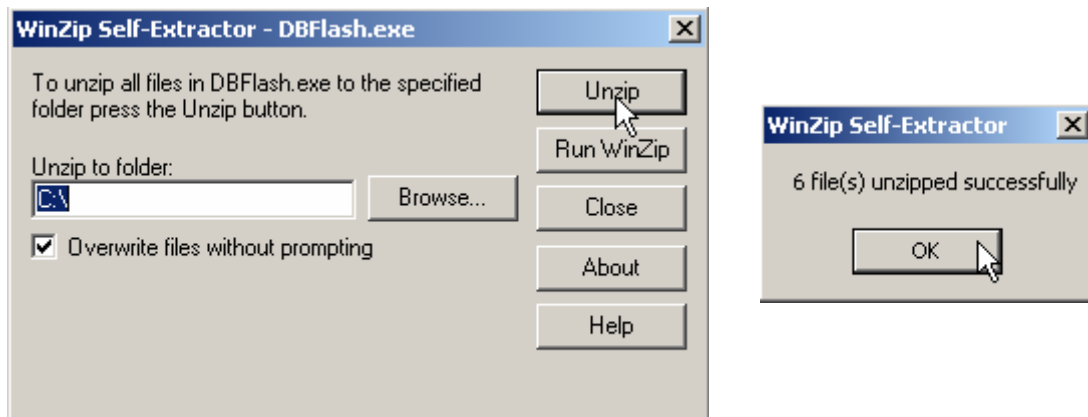 WinZip Self-Extractor - DBFlash.exe
To unzip all files in DBFlash.exe to the specified
folder press the Unzip button.
Unzip to folder:
C:\
Browse...
Overwrite files without prompting
Unzip
Run WinZip
Close
About
Help
WinZip Self-Extractor
6 file(s) unzipped successfully
OK